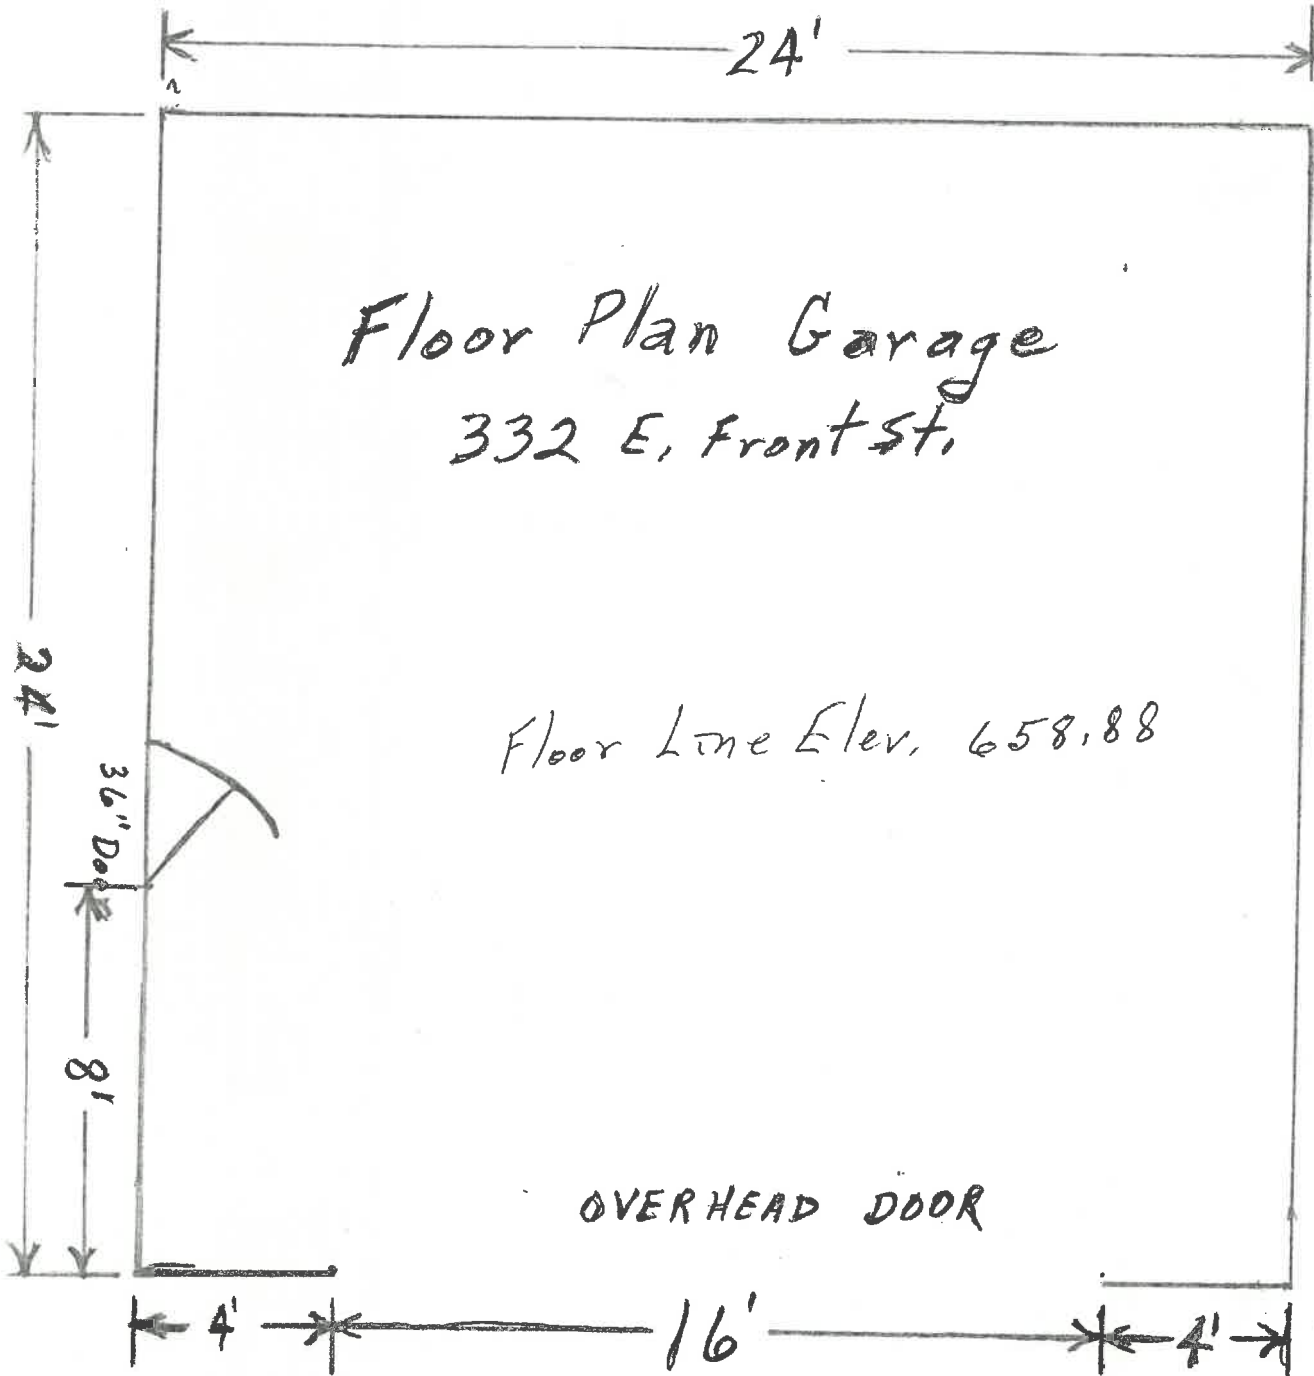 24'
Floor Plan Garage
332 E. Front St.
24'
Floor Line Elev. 658.88
36" Door
8'
OVERHEAD DOOR
4'
16'
4'